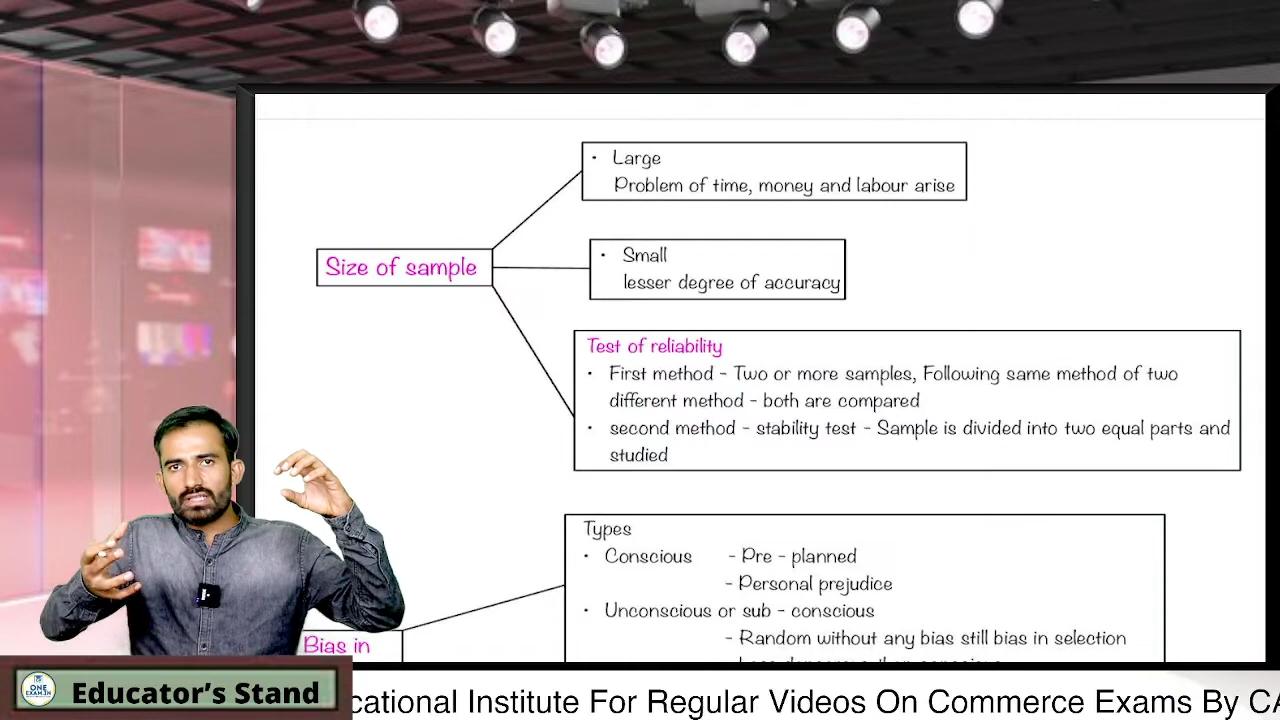 • Large
Problem of time, money and labour arise
Size of sample
• Small
lesser degree of accuracy
Test of reliability
• First method - Two or more samples, Following same method of two
different method - both are compared
• second method - stability test - Sample is divided into two equal parts and
studied
Types
• Conscious - Pre - planned
- Personal prejudice
• Unconscious or sub - conscious
- Random without any bias still bias in selection
Bias in
ONE
EXAM.IN
Educator's Stand
cational Institute For Regular Videos On Commerce Exams By CA